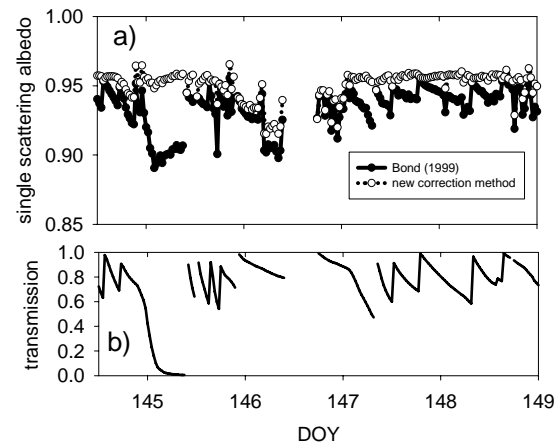 a)
single scattering albedo
1.00
0.95
0.90
0.85
Bond (1999)
new correction method
b)
transmission
1.0
0.8
0.6
0.4
0.2
0.0
145 146 147 148 149
DOY